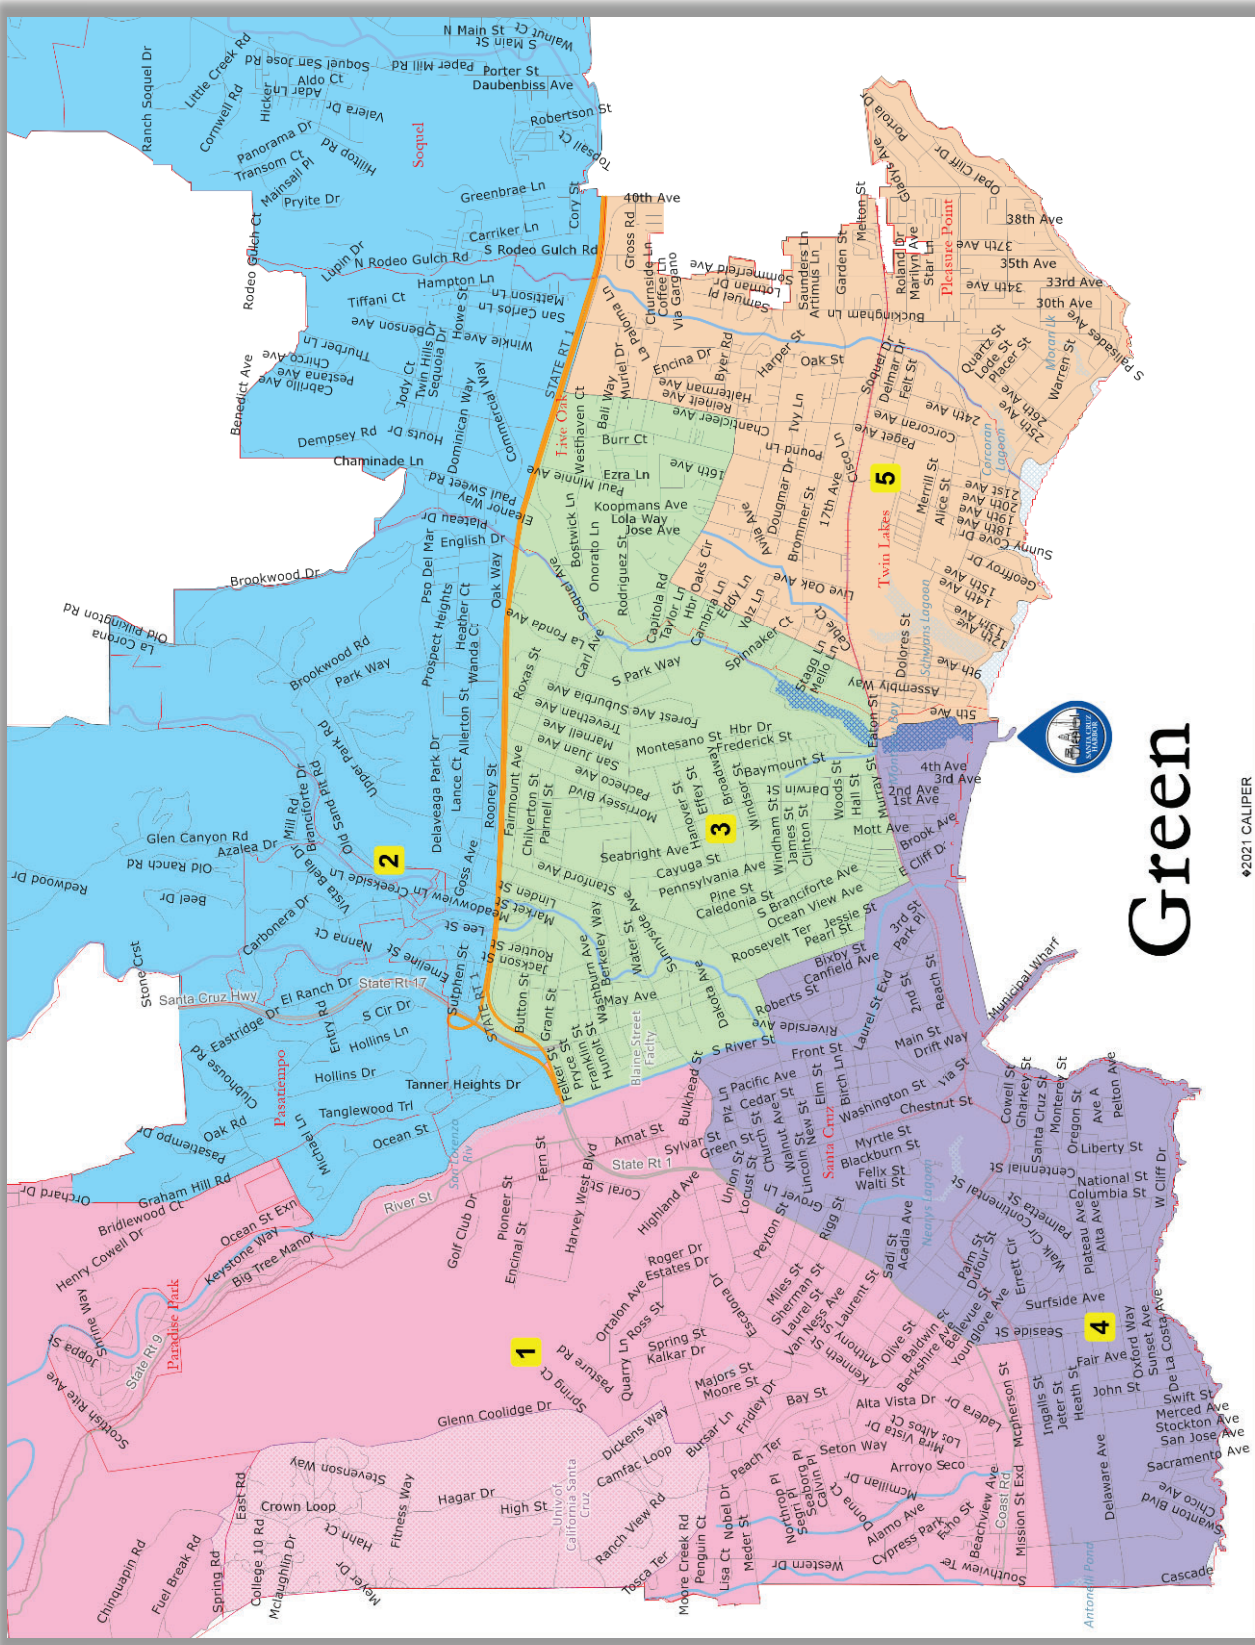 N Main St
Walnut Ct
S Main St
Ranch Soquel Dr
Little Creek Rd
Soquel San Jose Rd
Paper Mill Rd
Porter St
Daubenbiss Ave
Cornwell Rd
Hicker
Adar Ln
Aldo Ct
Valera Dr
Robertson St
Panorama Dr
Hilltop Rd
Soquel
Topsail Ct
Transom Ct
Mainsail Pl
Pryite Dr
Greenbrae Ln
Cory St
40th Ave
Portola Dr
Gladys Ave
Opal Cliff Dr
Melton St
Rodeo Gulch Ct
Lupin Dr
N Rodeo Gulch Rd
Carriker Ln
S Rodeo Gulch Rd
Gross Rd
38th Ave
37th Ave
35th Ave
34th Ave
33rd Ave
30th Ave
Pleasure Point
Star Ln
Marilyn Ave
Roland Dr
Garden St
Saunders Ln
Artimus Ln
Sommerfeld Ave
Lotman Dr
Samuel Pl
Churnside Ln
Coffee Ln
Via Gargano
Hampton Ln
Tiffani Ct
Mattison Ln
San Carlos Ln
Howe St
Benson Ave
Winkle Ave
Thurber Ln
Chirco Ave
Pestana Ave
Cabrillo Ave
Benedict Ave
Jody Ct
Twin Hills Dr
Sequoia Dr
Commercial Way
Dominican Way
STATE RT 1
La Paloma Ln
Muriel Dr
Encina Dr
Byer Rd
Harper St
Oak St
Buckingham Ln
Soquel Dr
Delmar Dr
Felt St
Quartz St
Lode St
Placer St
Moran Lk
Warren St
S Palisades Ave
Live Oak
Westhaven Ct
Bali Way
Halterman Ave
Reinelt Ave
Chanticleer Ave
Ivy Ln
Pound Ln
Cisco Ln
Paget Ave
Corcoran Ave
24th Ave
26th Ave
25th Ave
Corcoran
Lagoon
Dempsey Rd
Houts Dr
Chaminade Ln
Paul Sweet Rd
Eleanor Way
Plateau Dr
English Dr
Burr Ct
Ezra Ln
16th Ave
Paul Minnie Ave
Koopmans Ave
Lola Way
Jose Ave
Bostwick Ln
Onorato Ln
Rodriguez St
Dougmar Dr
Brommer St
17th Ave
Avila Ave
5
Merrill St
Alice St
21st Ave
20th Ave
19th Ave
18th Ave
Sunny Cove Dr
Geoffroy Dr
15th Ave
14th Ave
13th Ave
12th Ave
9th Ave
5th Ave
Twin Lakes
Schwans Lagoon
Dolores St
Assembly Way
Live Oak Ave
Cable Ct
Hbr Oaks Cir
Taylor Ln
Capitola Rd
Cambria Ln
Eddy Ln
Volz Ln
Spinnaker Ct
Stagg Ln
Mello Ln
Brookwood Dr
Pso Del Mar
Oak Way
Soquel Ave
La Fonda Ave
Carl Ave
S Park Way
Old Pilkington Rd
La Corona
Brookwood Rd
Park Way
Prospect Heights
Heather Ct
Wanda Ct
Roxas St
Forest Ave
Suburbia Ave
Trevethan Ave
Marnell Ave
San Juan Ave
Pacheco Ave
Morrissey Blvd
Montesano St
Hbr Dr
Frederick St
Broadway
Eaton St
Bay
Upper Park Rd
Delaveaga Park Dr
Lance Ct
Allerton St
Rooney St
Fairmount Ave
Chilverton St
Parnell St
Hanover St
Effey St
Windsor St
Baymount St
Darwin St
Woods St
Hall St
Murray St
4th Ave
3rd Ave
2nd Ave
1st Ave
SANTA CRUZ
HARBOR
Glen Canyon Rd
Azalea Dr
Mill Rd
Branciforte Dr
Old Sand Pit Rd
2
3
Seabright Ave
Cayuga St
Pennsylvania Ave
Windham St
James St
Clinton St
Mott Ave
Brook Ave
E Cliff Dr
Redwood Dr
Old Ranch Rd
Beel Dr
Vista Bella Dr
Creekside Ln
Meadowview Ln
Goss Ave
Stanford Ave
Linden St
Market St
Pine St
Caledonia St
S Branciforte Ave
Ocean View Ave
Carbonera Dr
Nanna Ct
Lee St
Emeline St
Routier St
Jackson St
Berkeley Way
Washburn Ave
Water St
Sunnyside Ave
Roosevelt Ter
Jessie St
Pearl St
3rd St
Park Pl
Stone Crst
Santa Cruz Hwy
El Ranch Dr
State Rt 17
Sutphen St
STATE RT 1
Button St
Grant St
May Ave
Dakota Ave
Bixby St
Canfield Ave
Roberts St
Laurel St Exd
2nd St
Beach St
Municipal Wharf
Clubhouse Rd
Eastridge Dr
Entry Rd
S Cir Dr
Hollins Ln
Felker St
Pryce St
Franklin St
Hunolt St
Blaine Street
Faclty
S River St
Riverside Ave
Main St
Drift Way
Front St
Pasatiempo
Hollins Dr
Tanner Heights Dr
Bulkhead St
Plz Ln
Pacific Ave
Cedar St
Elm St
Birch Ln
Washington St
Chestnut St
Via St
Cowell St
Gharkey St
Santa Cruz St
Monterey St
Oregon St
Ave A
Pelton Ave
Pasatiempo Dr
Oak Rd
Michael Ln
Tanglewood Trl
Ocean St
San Lorenzo
Riv
Fern St
Amat St
Sylvar St
Green St
Church St
Walnut Ave
Lincoln St
New St
Santa Cruz
Myrtle St
Blackburn St
Felix St
Walti St
Liberty St
Centennial St
National St
Columbia St
W Cliff Dr
Orchard Dr
Graham Hill Rd
Bridlewood Ct
Ocean St Exn
River St
State Rt 1
Coral St
Harvey West Blvd
Highland Ave
Union St
Locust St
Grover Ln
Neary Lagoon
Continental St
Palmetta St
Walk Cir
Plateau Ave
Alta Ave
Henry Cowell Dr
Keystone Way
Big Tree Manor
Golf Club Dr
Pioneer St
Encinal St
Roger Dr
Estates Dr
Peyton St
Rigg St
Sadi St
Acadia Ave
Palm St
Dufour St
Errett Cir
Surfside Ave
Shrine Way
Joppa St
State Rt 9
Paradise Park
1
Ortalon Ave
Ross St
Escalona Dr
Miles St
Sherman St
Laurel St
Van Ness Ave
Laurent St
Anthony St
Kenneth St
Olive St
Baldwin St
Berkshire Ave
Bellevue St
Younglove Ave
Seaside St
4
Fair Ave
Oxford Way
Sunset Ave
De La Costa Ave
Scottish Rite Ave
Pasture Rd
Quarry Ln
Spring St
Kalkar Dr
Spring Ct
Majors St
Moore St
Bay St
Fridley Dr
Glenn Coolidge Dr
Dickens Way
Bursar Ln
Alta Vista Dr
Los Altos Ct
Mira Vista Dr
Ladera Dr
Mcpherson St
Ingalls St
Jeter St
Heath St
John St
Swift St
Merced Ave
Stockton Ave
San Jose Ave
Sacramento Ave
East Rd
Stevenson Way
Crown Loop
Hahn Ct
Fitness Way
Hagar Dr
High St
Univ of
California Santa
Cruz
Camfac Loop
Ranch View Rd
Peach Ter
Seton Way
Arroyo Seco
Mcmillan Dr
Donna Ct
Northrop Pl
Segri Pl
Seaborg Pl
Calvin Pl
Alamo Ave
Cypress Park
Echo St
Beachview Ave
Coast Rd
Mission St Exd
Delaware Ave
Chico Ave
Swanton Blvd
Chinquapin Rd
Fuel Break Rd
Spring Rd
College 10 Rd
Mclaughlin Dr
Meyer Dr
Tosca Ter
Moore Creek Rd
Penguin Ct
Lisa Ct
Nobel Dr
Meder St
Western Dr
Southview Ter
Antonelli Pond
Cascade
Green
©2021 CALIPER